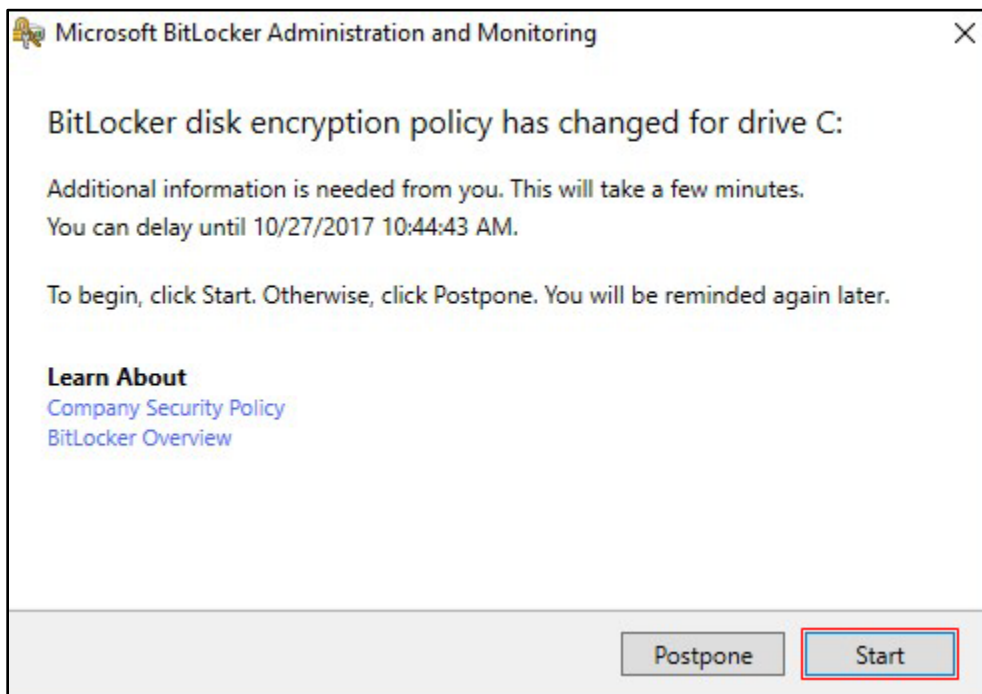 Microsoft BitLocker Administration and Monitoring
BitLocker disk encryption policy has changed for drive C:
Additional information is needed from you. This will take a few minutes.
You can delay until 10/27/2017 10:44:43 AM.
To begin, click Start. Otherwise, click Postpone. You will be reminded again later.
Learn About
Company Security Policy
BitLocker Overview
Postpone Start